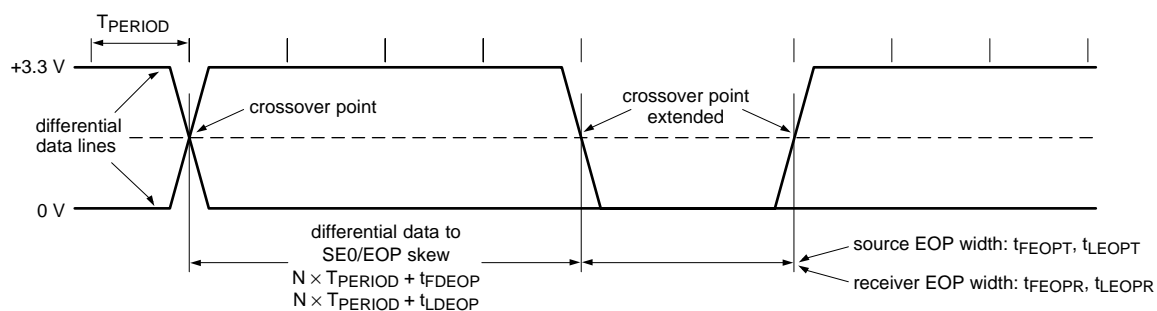 TPERIOD
+3.3 V
crossover point
crossover point
extended
differential
data lines
0 V
differential data to
SE0/EOP skew
N × TPERIOD + tFDEOP
N × TPERIOD + tLDEOP
source EOP width: tFEOPT, tLEOPT
receiver EOP width: tFEOPR, tLEOPR